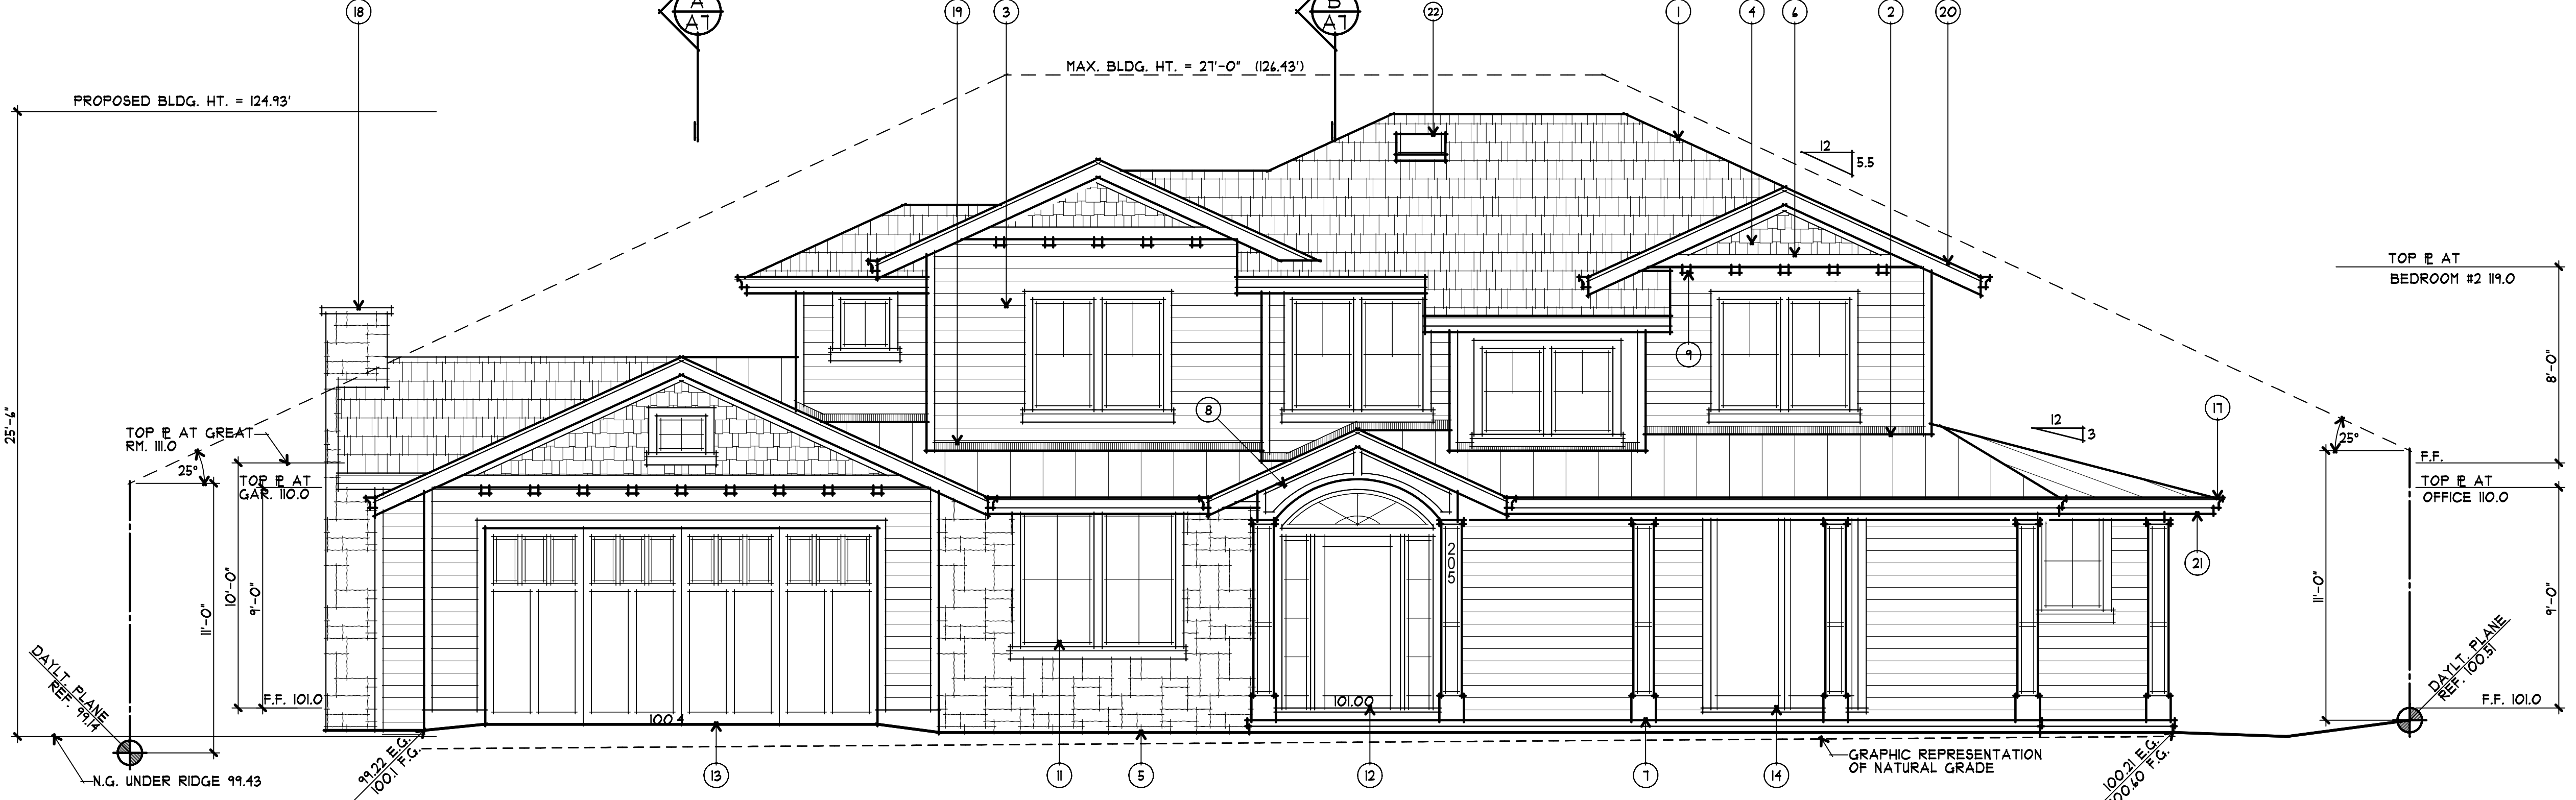 18
A
A7
19
3
B
A7
22
1
4
6
2
20
MAX. BLDG. HT. = 27'-0" (126.43')
PROPOSED BLDG. HT. = 124.93'
12
5.5
TOP PL AT
BEDROOM #2 119.0
9
8
17
12
3
8'-0"
25'-6"
TOP PL AT GREAT
RM. 111.0
25°
25°
F.F.
TOP PL AT
GAR. 110.0
TOP PL AT
OFFICE 110.0
205
21
10'-0"
9'-0"
11'-0"
11'-0"
9'-0"
DAYLT. PLANE
REF. 99.14
F.F. 101.0
100.4
101.00
DAYLT. PLANE
REF. 100.51
F.F. 101.0
N.G. UNDER RIDGE 99.43
99.22 E.G.
100.1 F.G.
13
11
5
12
7
14
GRAPHIC REPRESENTATION
OF NATURAL GRADE
100.21 E.G.
100.60 F.G.